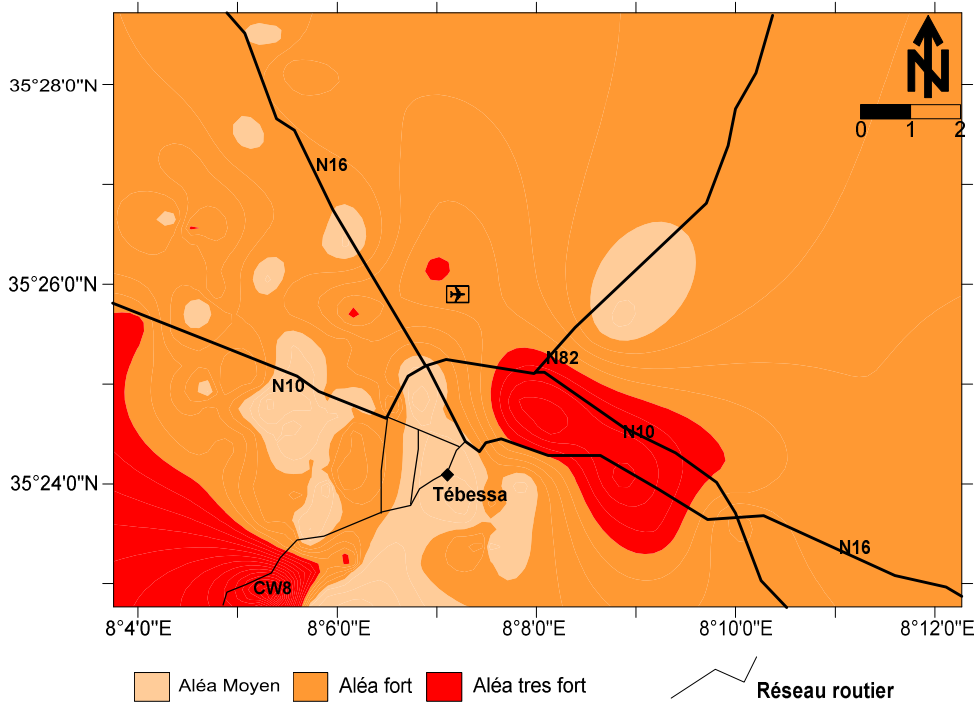 35°28'0"N
N
0 1 2
N16
35°26'0"N
N82
N10
N10
35°24'0"N
Tébessa
N16
CW8
8°4'0"E 8°6'0"E 8°8'0"E 8°10'0"E 8°12'0"E
Aléa Moyen Aléa fort Aléa tres fort Réseau routier